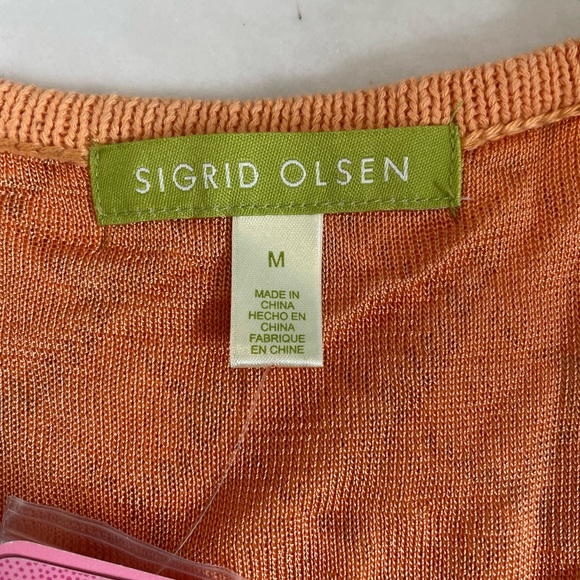 SIGRID OLSEN
M
MADE IN
CHINA
HECHO EN
CHINA
FABRIQUE
EN CHINE